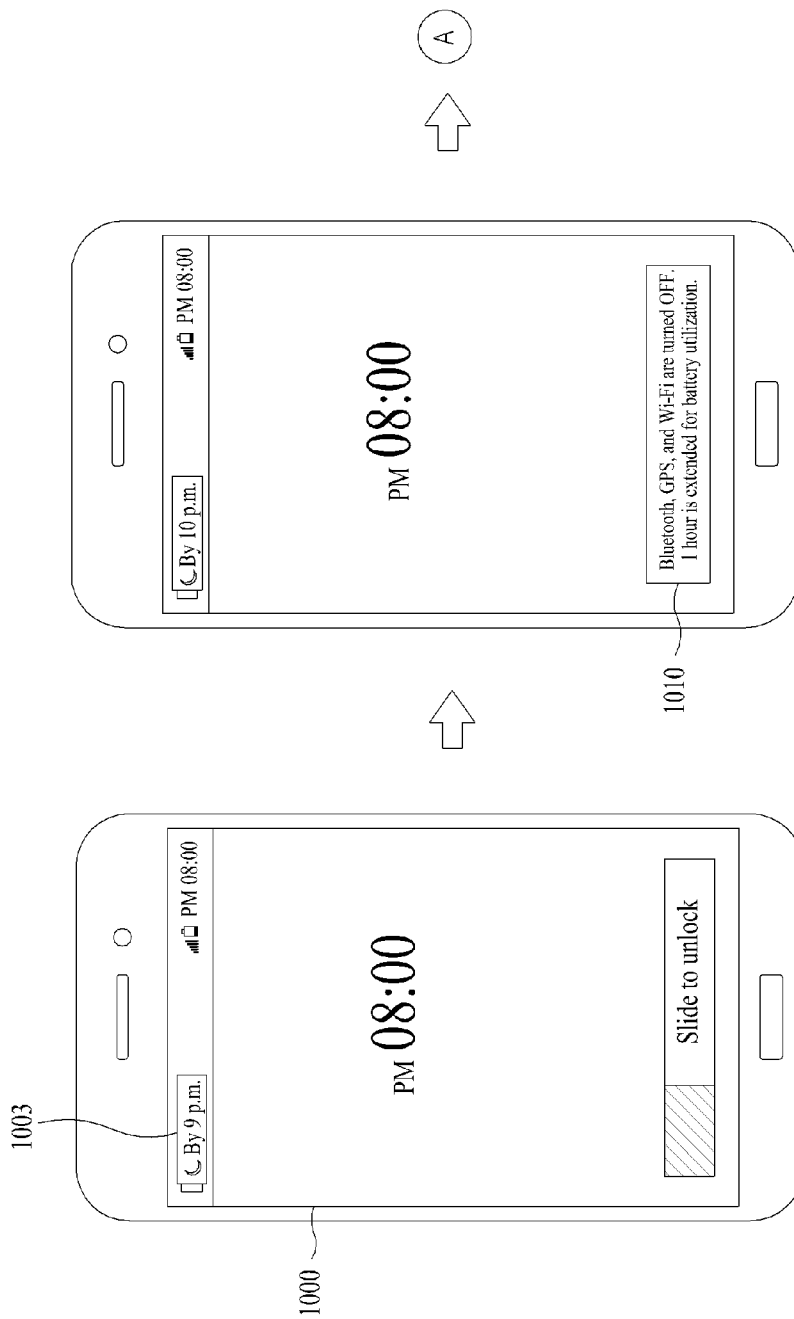 1003
By 9 p.m.
PM 08:00
PM 08:00
Slide to unlock
1000
By 10 p.m.
PM 08:00
PM 08:00
Bluetooth, GPS, and Wi-Fi are turned OFF.
1 hour is extended for battery utilization.
1010
A